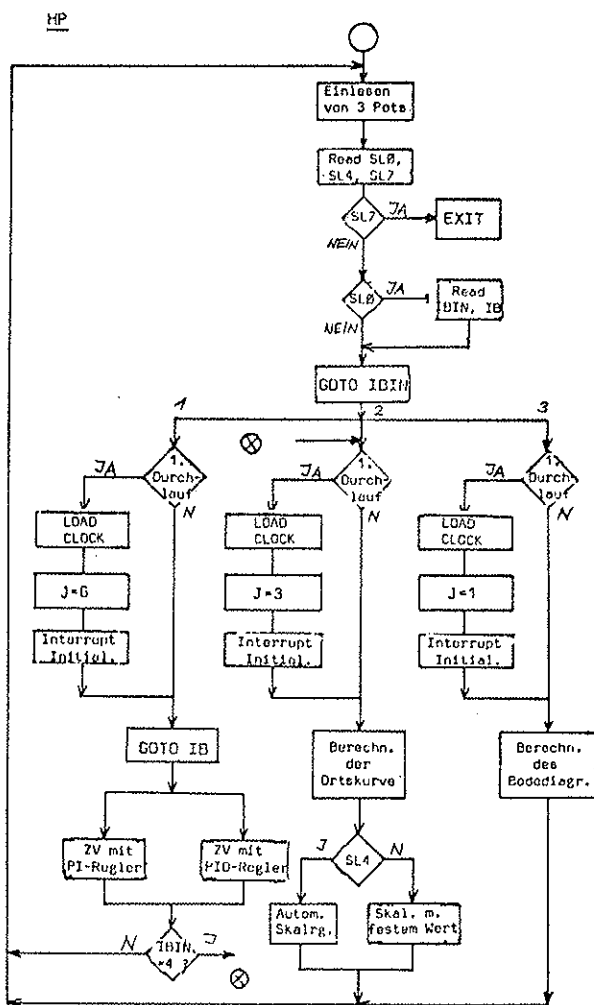 HP
Einlesen
von 3 Pots
Read SLØ,
SL4, SL7
SL7
JA
EXIT
NEIN
SLØ
JA
Read
BIN, IB
NEIN
GOTO IBIN
1
2
3
1.
Durch-
lauf
JA
N
LOAD
CLOCK
J=6
Interrupt
Initial.
1.
Durch-
lauf
JA
N
LOAD
CLOCK
J=3
Interrupt
Initial.
1.
Durch-
lauf
JA
N
LOAD
CLOCK
J=1
Interrupt
Initial.
GOTO IB
Berechn.
der
Ortskurve
Berechn.
des
Bodediagr.
ZV mit
PI-Regler
ZV mit
PID-Regler
J
SL4
N
Autom.
Skalrg.
Skal. m.
festem Wert
N
IBIN
=4 ?
J